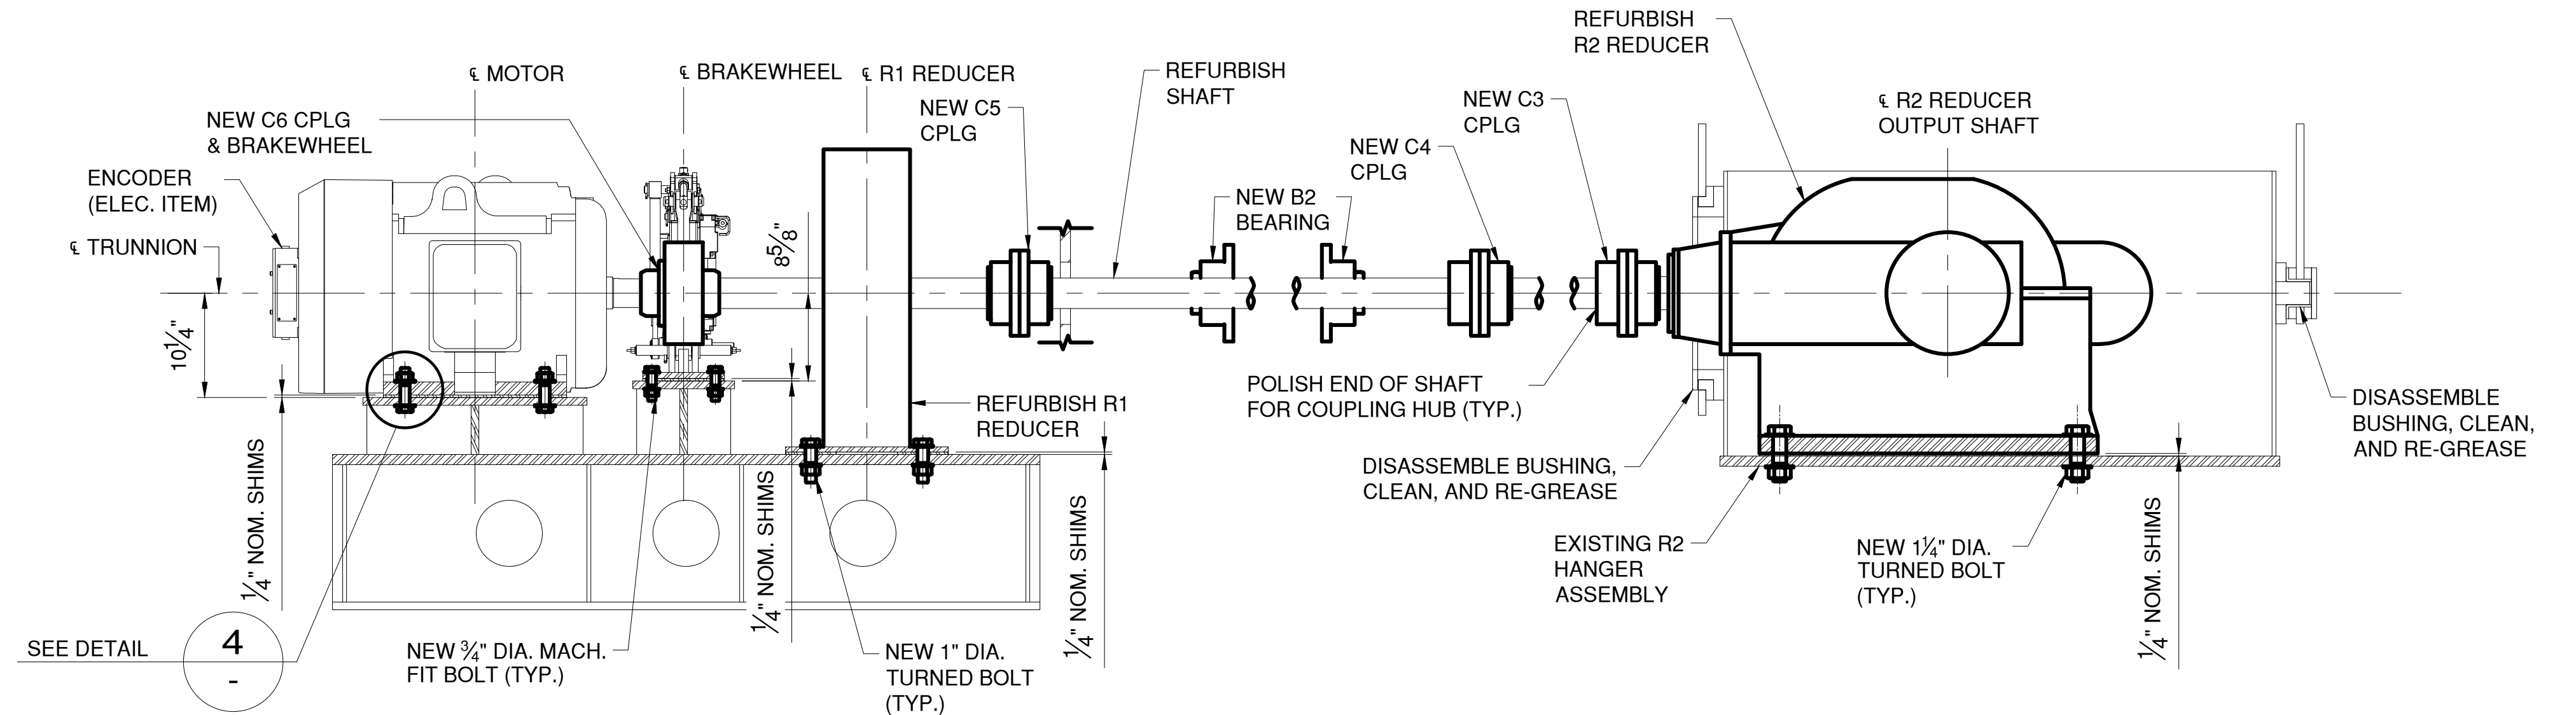 ℄ MOTOR
℄ BRAKEWHEEL
℄ R1 REDUCER
NEW C6 CPLG
& BRAKEWHEEL
ENCODER
(ELEC. ITEM)
℄ TRUNNION
10¼"
8⅝"
NEW C5
CPLG
REFURBISH
SHAFT
NEW B2
BEARING
NEW C4
CPLG
NEW C3
CPLG
REFURBISH
R2 REDUCER
℄ R2 REDUCER
OUTPUT SHAFT
POLISH END OF SHAFT
FOR COUPLING HUB (TYP.)
REFURBISH R1
REDUCER
DISASSEMBLE BUSHING,
CLEAN, AND RE-GREASE
DISASSEMBLE
BUSHING, CLEAN,
AND RE-GREASE
EXISTING R2
HANGER
ASSEMBLY
NEW 1¼" DIA.
TURNED BOLT
(TYP.)
¼" NOM. SHIMS
¼" NOM. SHIMS
¼" NOM. SHIMS
¼" NOM. SHIMS
SEE DETAIL
4
-
NEW ¾" DIA. MACH.
FIT BOLT (TYP.)
NEW 1" DIA.
TURNED BOLT
(TYP.)